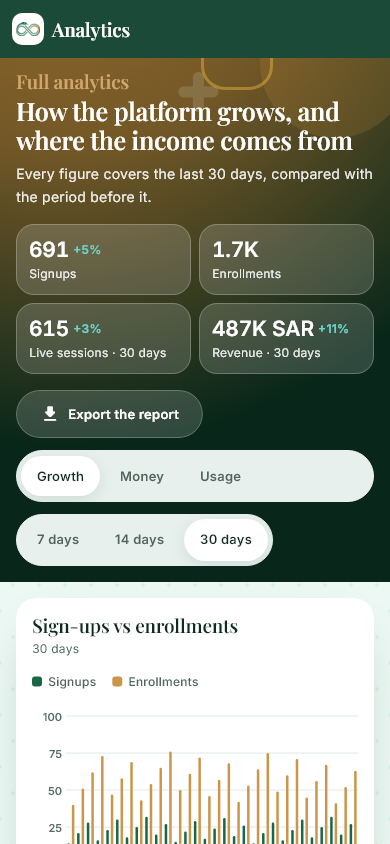 Analytics
Full analytics
How the platform grows, and
where the income comes from
Every figure covers the last 30 days, compared with
the period before it.
691 +5%
Signups
1.7K
Enrollments
615 +3%
Live sessions · 30 days
487K SAR +11%
Revenue · 30 days
Export the report
Growth Money Usage
7 days 14 days 30 days
Sign-ups vs enrollments
30 days
Signups Enrollments
100
75
50
25